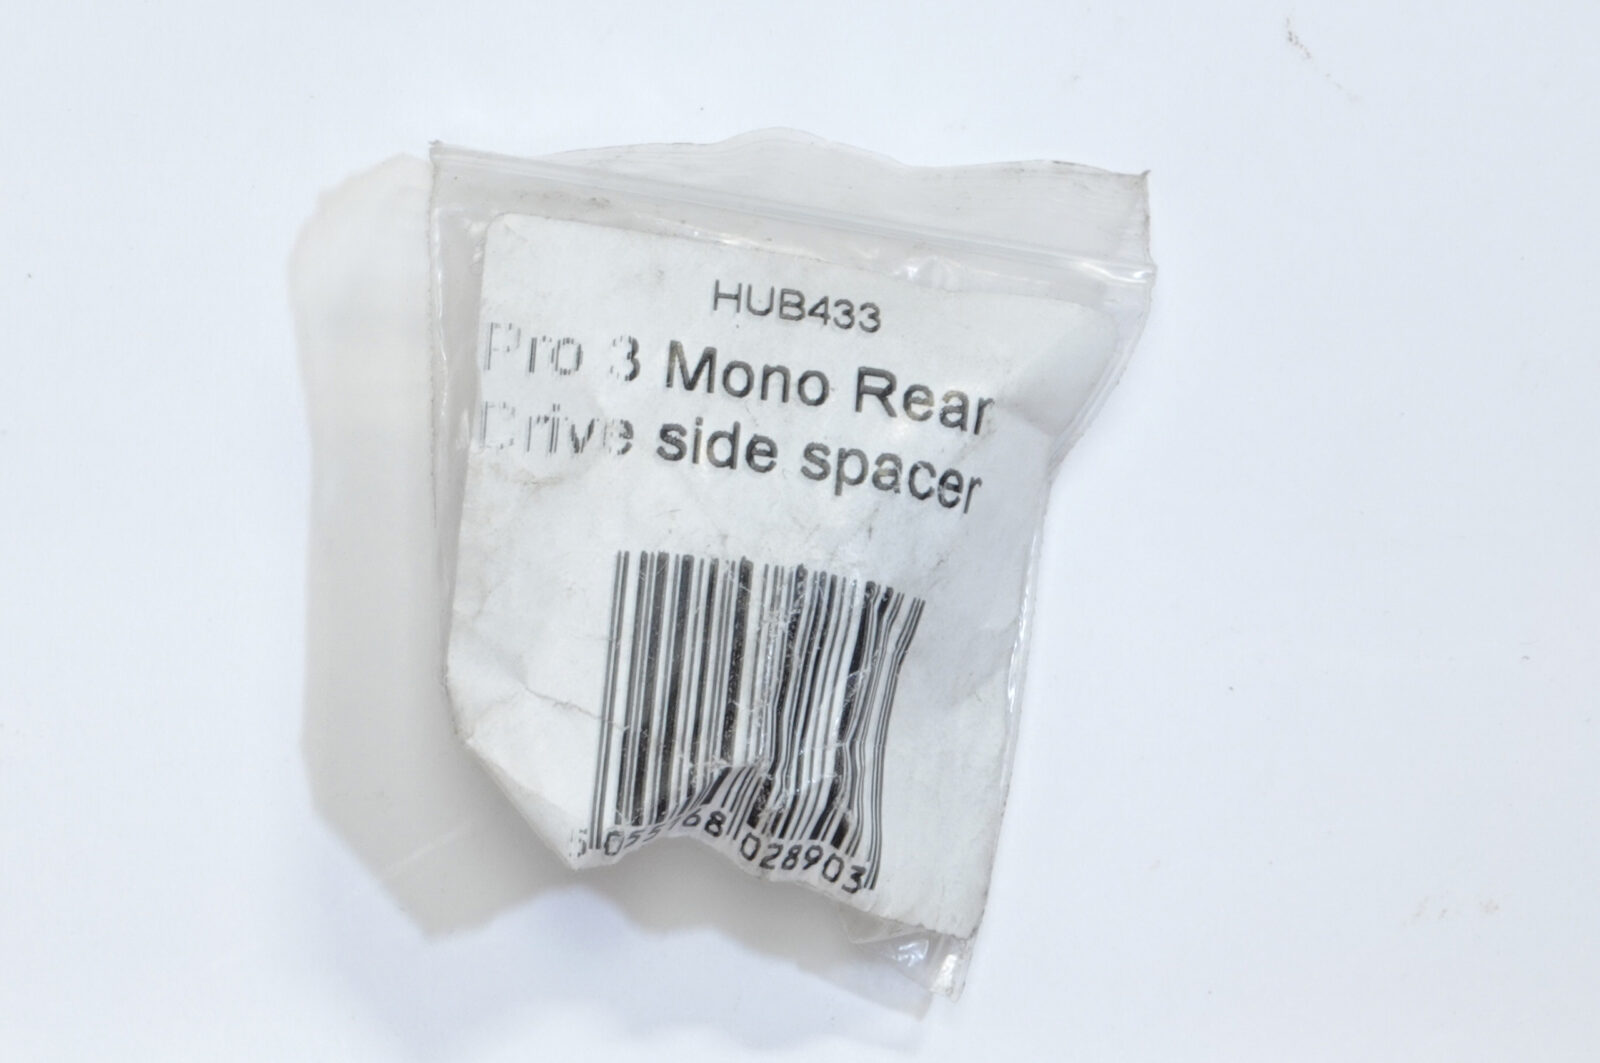 HUB433
Pro 3 Mono Rear
Drive side spacer
028903